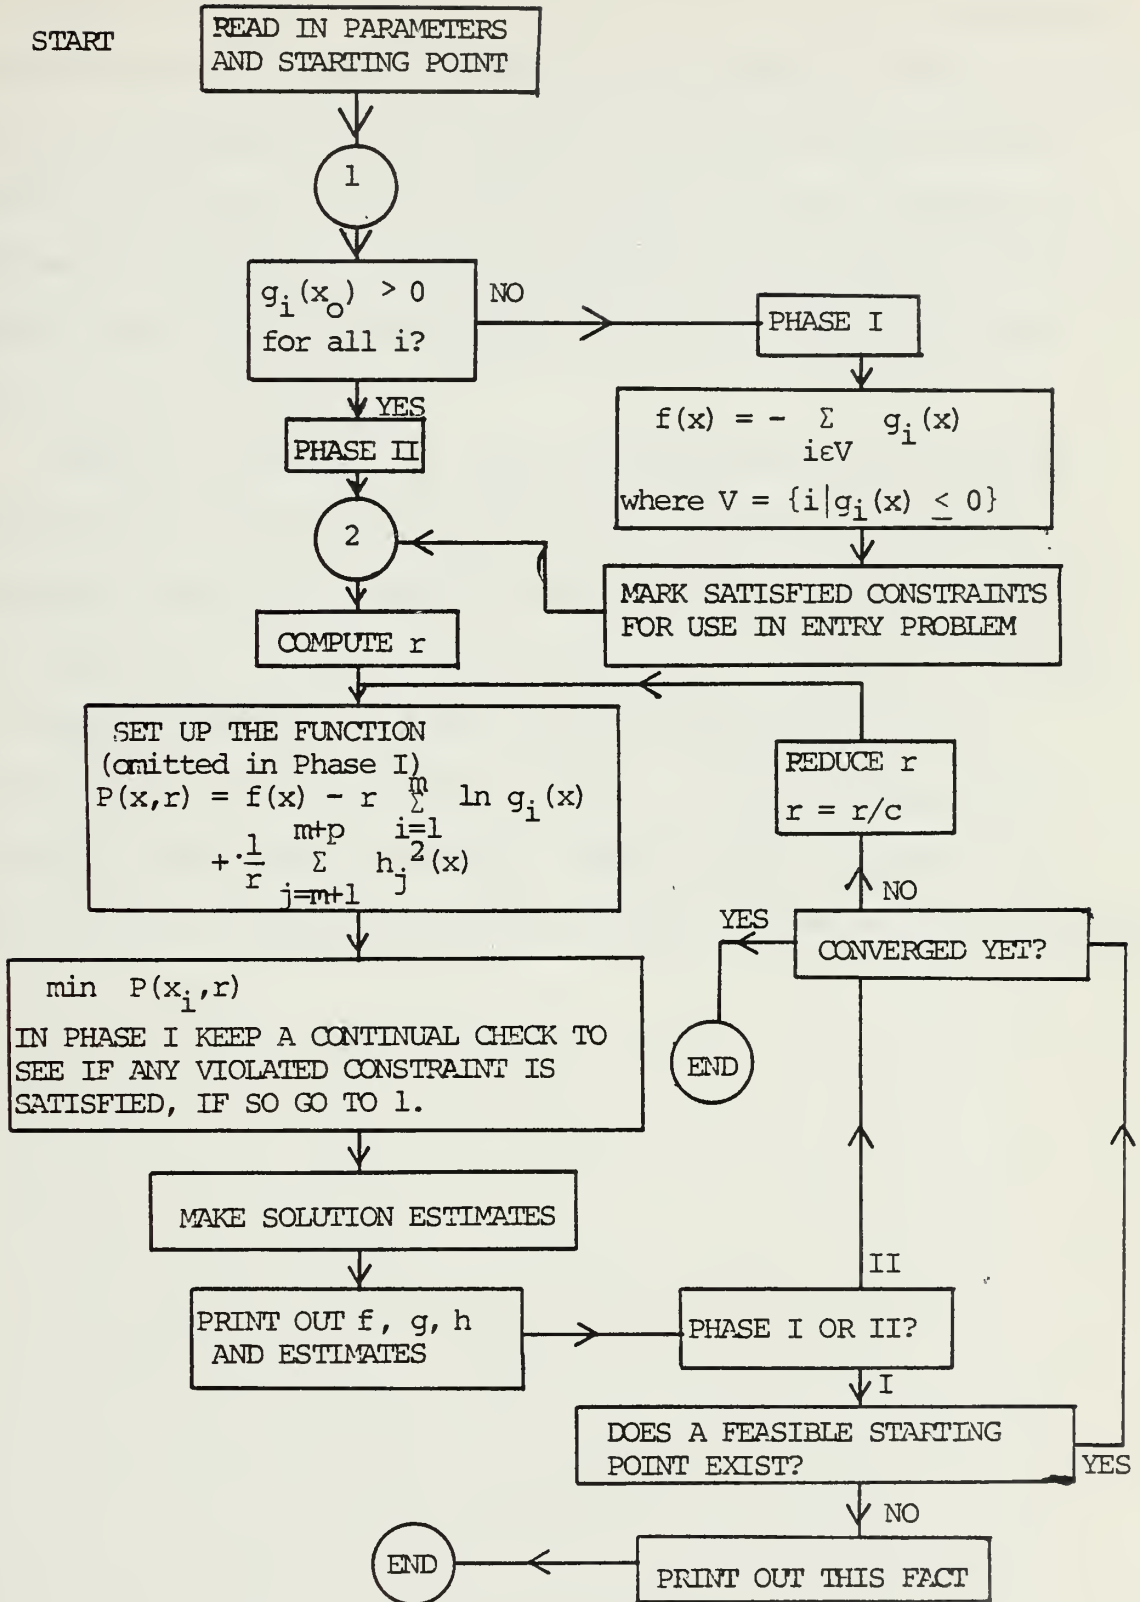 START
READ IN PARAMETERS
AND STARTING POINT
1
g_i(x_o) > 0
for all i?
NO
PHASE I
YES
PHASE II
f(x) = - Σ g_i(x)
iεV
where V = {i|g_i(x) ≤ 0}
2
MARK SATISFIED CONSTRAINTS
FOR USE IN ENTRY PROBLEM
COMPUTE r
SET UP THE FUNCTION
(omitted in Phase I)
m
P(x,r) = f(x) - r Σ ln g_i(x)
m+p i=1
+ 1/r Σ h_j^2(x)
j=m+1
REDUCE r
r = r/c
NO
YES
CONVERGED YET?
END
min P(x_i,r)
IN PHASE I KEEP A CONTINUAL CHECK TO
SEE IF ANY VIOLATED CONSTRAINT IS
SATISFIED, IF SO GO TO 1.
MAKE SOLUTION ESTIMATES
II
PRINT OUT f, g, h
AND ESTIMATES
PHASE I OR II?
I
DOES A FEASIBLE STARTING
POINT EXIST?
YES
NO
END
PRINT OUT THIS FACT